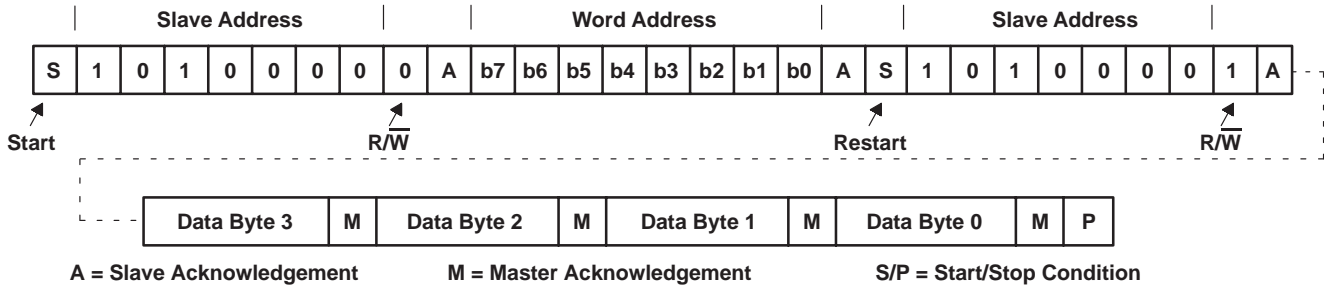 Slave Address Word Address Slave Address
S 1 0 1 0 0 0 0 0 A b7 b6 b5 b4 b3 b2 b1 b0 A S 1 0 1 0 0 0 0 1 A
Start R/W̅ Restart R/W̅
Data Byte 3 M Data Byte 2 M Data Byte 1 M Data Byte 0 M P
A = Slave Acknowledgement M = Master Acknowledgement S/P = Start/Stop Condition